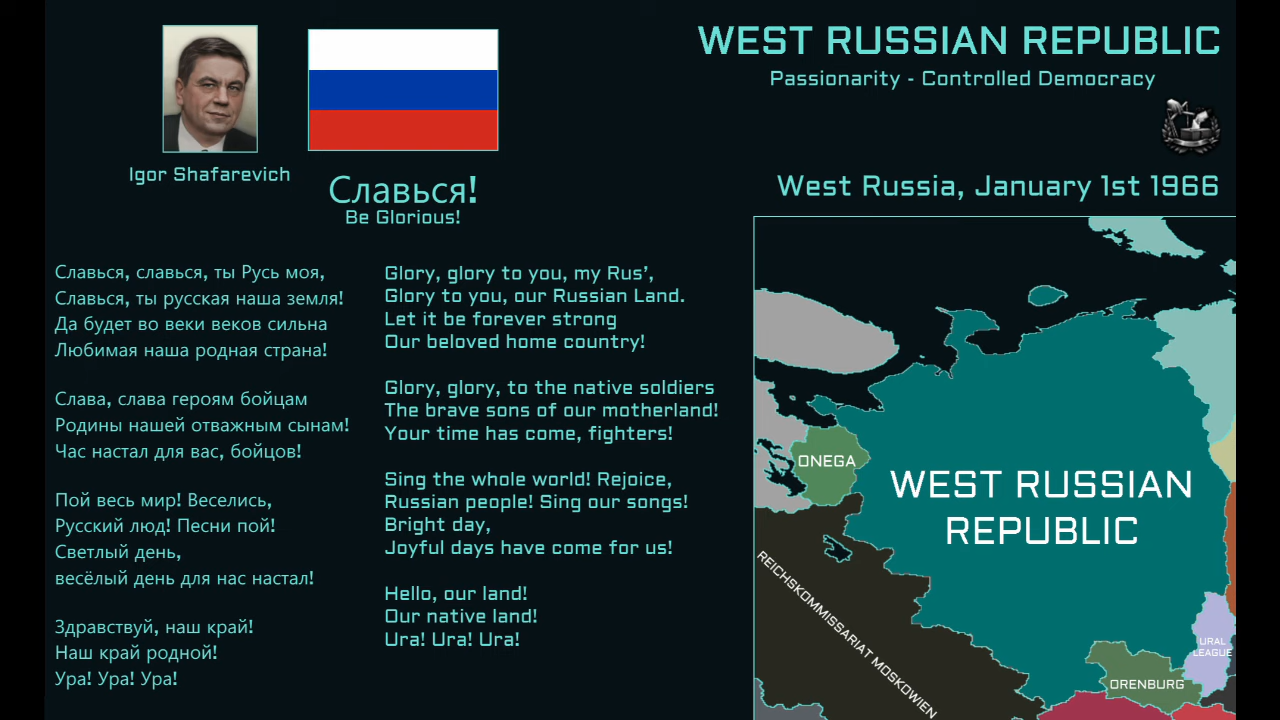 WEST RUSSIAN REPUBLIC
Passionarity - Controlled Democracy
Igor Shafarevich
Славься!
Be Glorious!
West Russia, January 1st 1966
Славься, славься, ты Русь моя,
Славься, ты русская наша земля!
Да будет во веки веков сильна
Любимая наша родная страна!
Слава, слава героям бойцам
Родины нашей отважным сынам!
Час настал для вас, бойцов!
Пой весь мир! Веселись,
Русский люд! Песни пой!
Светлый день,
весёлый день для нас настал!
Здравствуй, наш край!
Наш край родной!
Ура! Ура! Ура!
Glory, glory to you, my Rus’,
Glory to you, our Russian Land.
Let it be forever strong
Our beloved home country!
Glory, glory, to the native soldiers
The brave sons of our motherland!
Your time has come, fighters!
Sing the whole world! Rejoice,
Russian people! Sing our songs!
Bright day,
Joyful days have come for us!
Hello, our land!
Our native land!
Ura! Ura! Ura!
ONEGA
WEST RUSSIAN
REPUBLIC
REICHSKOMMISSARIAT MOSKOWIEN
URAL
LEAGUE
ORENBURG